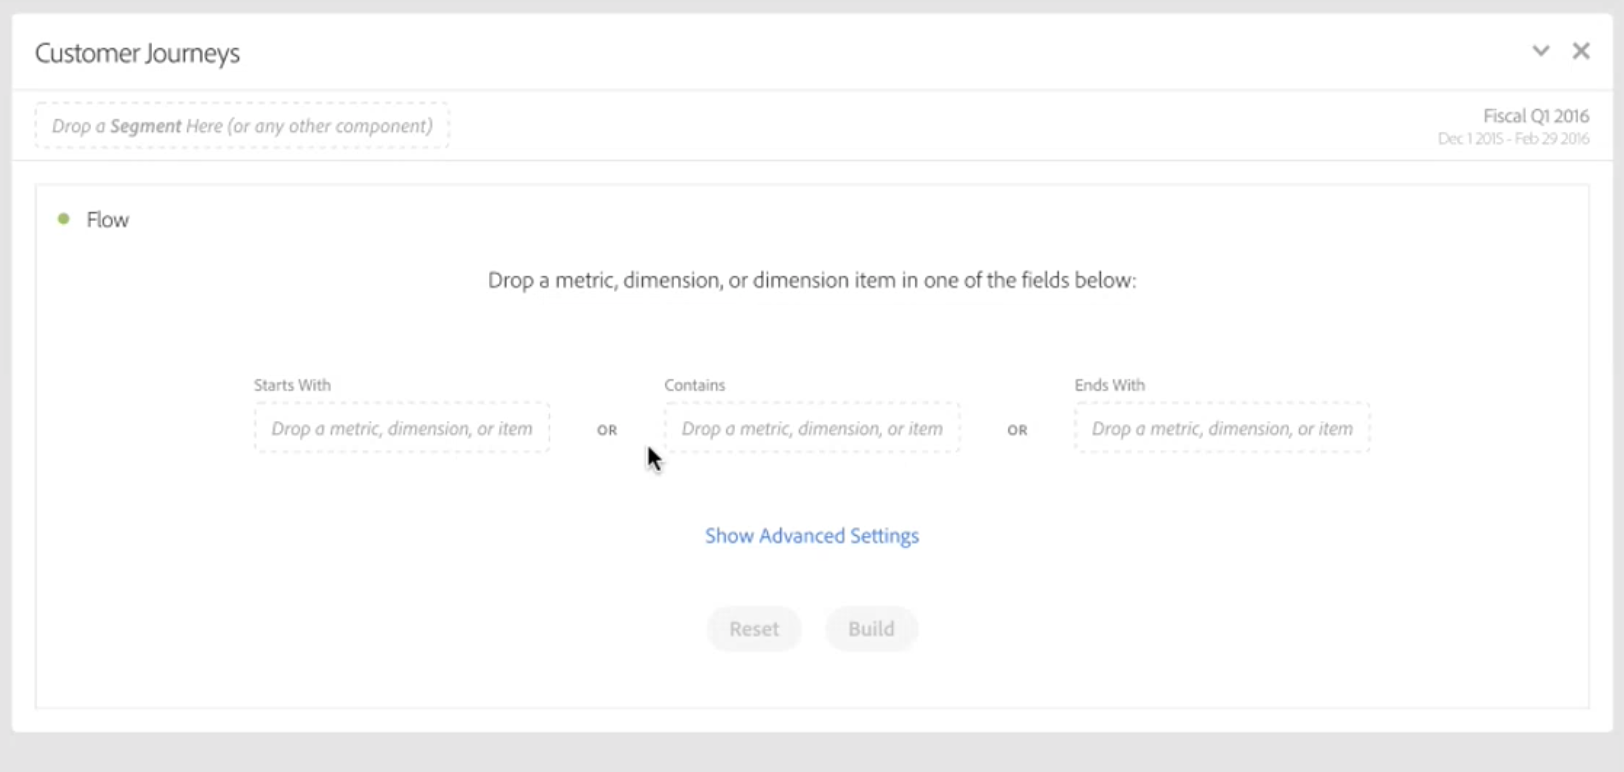 Customer Journeys
Drop a Segment Here (or any other component)
Fiscal Q1 2016
Dec 1 2015 - Feb 29 2016
Flow
Drop a metric, dimension, or dimension item in one of the fields below:
Starts With
Contains
Ends With
Drop a metric, dimension, or item
OR
Drop a metric, dimension, or item
OR
Drop a metric, dimension, or item
Show Advanced Settings
Reset
Build